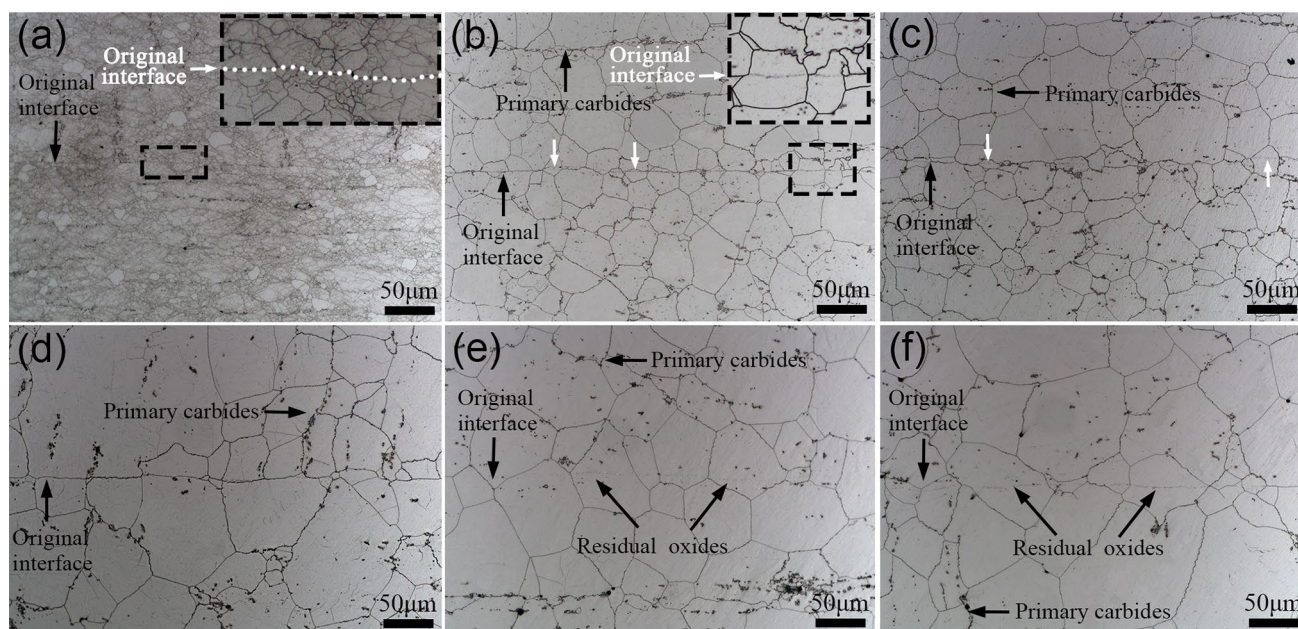 (a)
Original
interface
Original
interface
50μm
(b)
Original
interface
Primary carbides
Original
interface
50μm
(c)
Primary carbides
Original
interface
50μm
(d)
Primary carbides
Original
interface
50μm
(e)
Primary carbides
Original
interface
Residual oxides
50μm
(f)
Original
interface
Residual oxides
Primary carbides
50μm